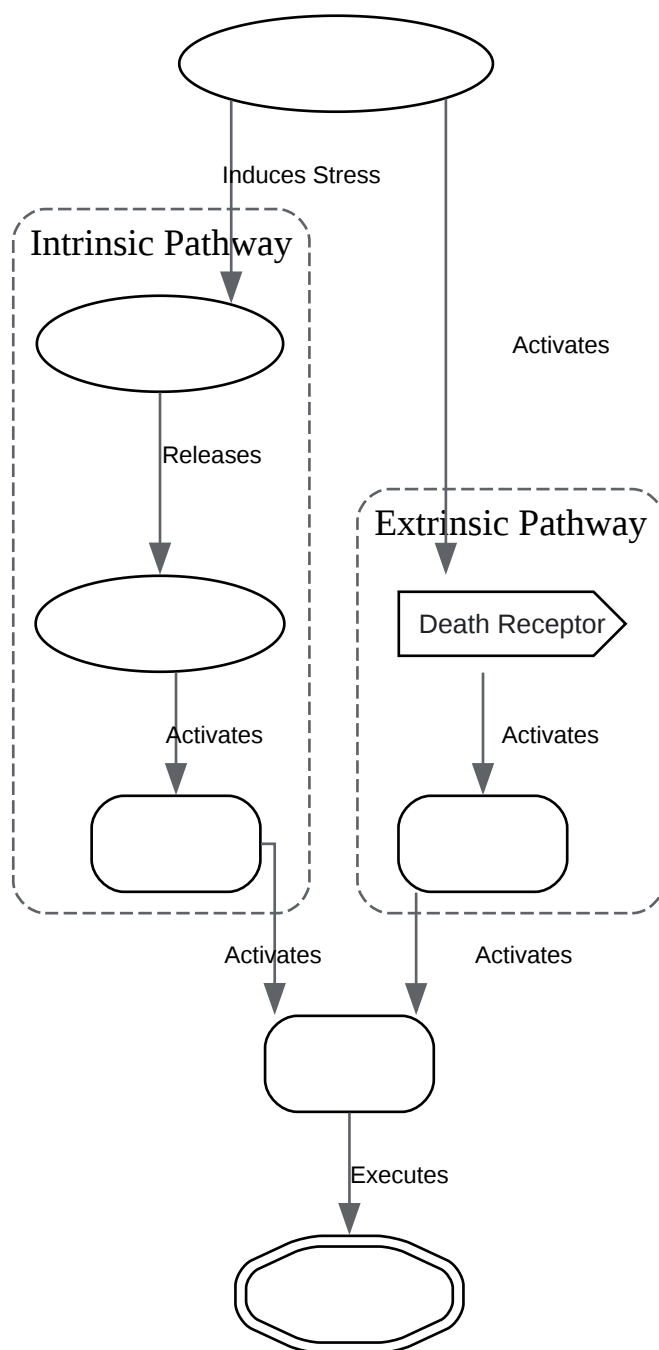 Induces Stress
Intrinsic Pathway
Activates
Releases
Extrinsic Pathway
Death Receptor
Activates
Activates
Activates
Activates
Executes